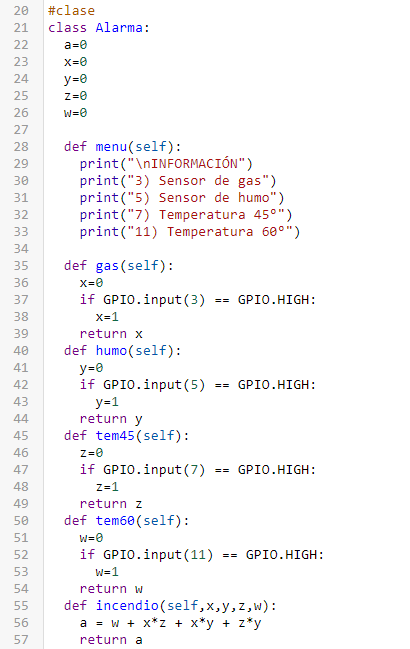 20 #clase
21 class Alarma:
22   a=0
23   x=0
24   y=0
25   z=0
26   w=0
27
28   def menu(self):
29     print("\nINFORMACIÓN")
30     print("3) Sensor de gas")
31     print("5) Sensor de humo")
32     print("7) Temperatura 45º")
33     print("11) Temperatura 60º")
34
35   def gas(self):
36     x=0
37     if GPIO.input(3) == GPIO.HIGH:
38       x=1
39     return x
40   def humo(self):
41     y=0
42     if GPIO.input(5) == GPIO.HIGH:
43       y=1
44     return y
45   def tem45(self):
46     z=0
47     if GPIO.input(7) == GPIO.HIGH:
48       z=1
49     return z
50   def tem60(self):
51     w=0
52     if GPIO.input(11) == GPIO.HIGH:
53       w=1
54     return w
55   def incendio(self,x,y,z,w):
56     a = w + x*z + x*y + z*y
57     return a